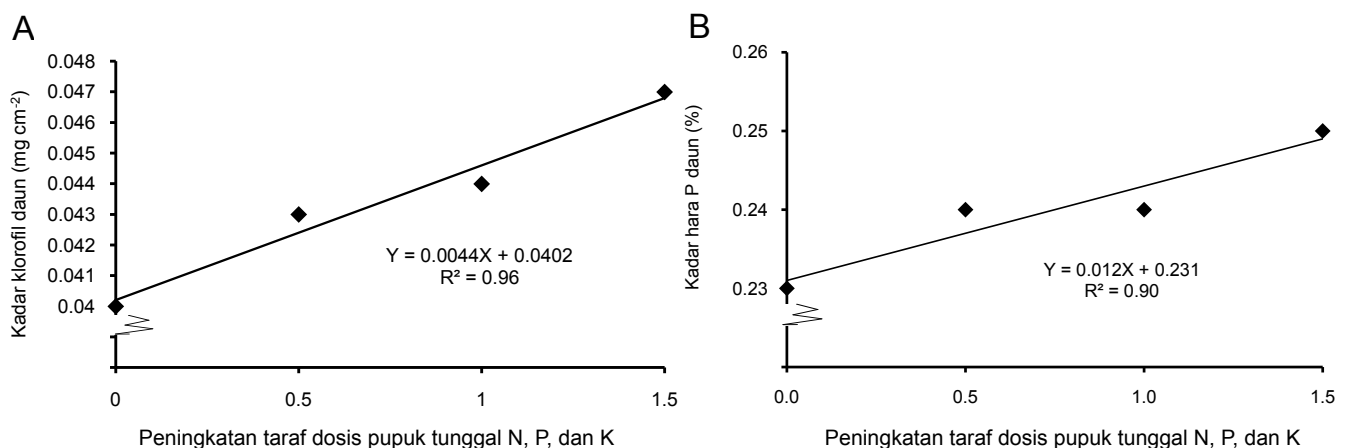 A
Kadar klorofil daun (mg cm⁻²)
0.048
0.047
0.046
0.045
0.044
0.043
0.042
0.041
0.04
Y = 0.0044X + 0.0402
R² = 0.96
0
0.5
1
1.5
Peningkatan taraf dosis pupuk tunggal N, P, dan K
B
Kadar hara P daun (%)
0.26
0.25
0.24
0.23
Y = 0.012X + 0.231
R² = 0.90
0.0
0.5
1.0
1.5
Peningkatan taraf dosis pupuk tunggal N, P, dan K